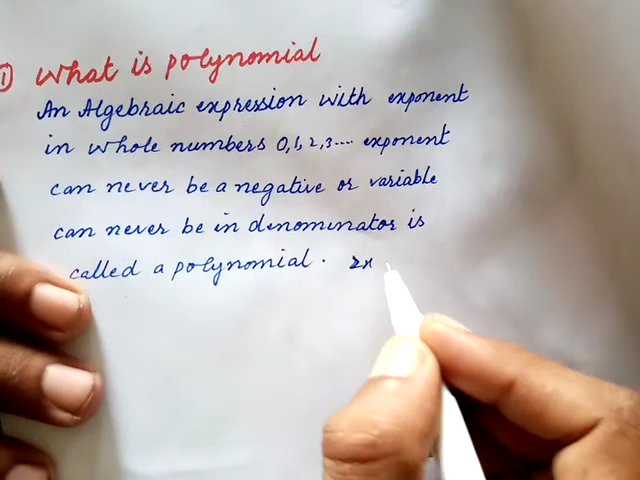 ① What is polynomial
An Algebraic expression with exponent
in whole numbers 0,1,2,3.... exponent
can never be a negative or variable
can never be in denominator is
called a polynomial. 2x